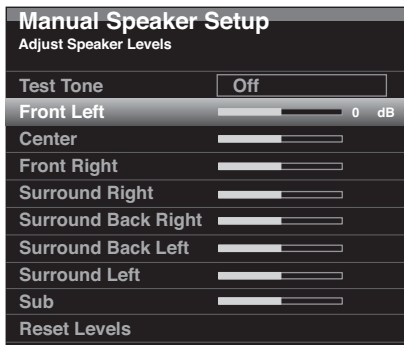 Manual Speaker Setup
Adjust Speaker Levels
Test Tone Off
Front Left 0 dB
Center
Front Right
Surround Right
Surround Back Right
Surround Back Left
Surround Left
Sub
Reset Levels